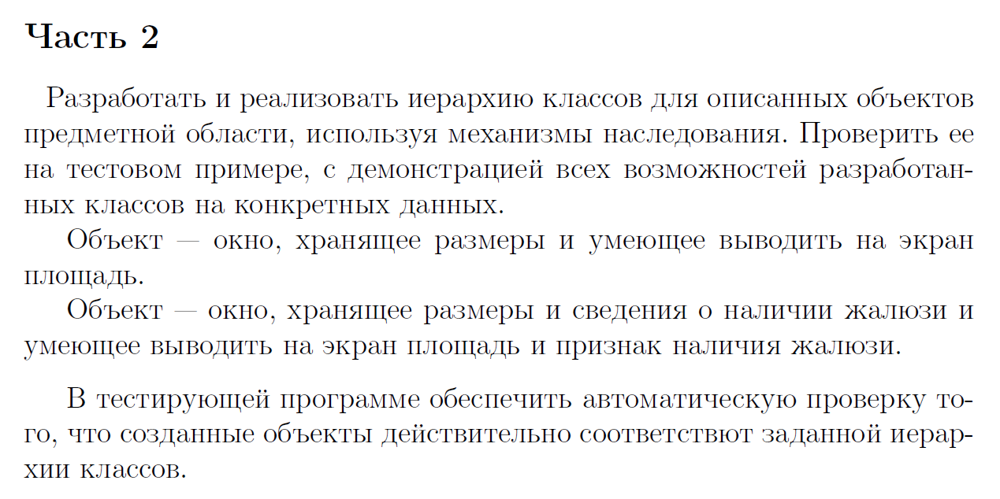 Часть 2
Разработать и реализовать иерархию классов для описанных объектов
предметной области, используя механизмы наследования. Проверить ее
на тестовом примере, с демонстрацией всех возможностей разработан-
ных классов на конкретных данных.
Объект — окно, хранящее размеры и умеющее выводить на экран
площадь.
Объект — окно, хранящее размеры и сведения о наличии жалюзи и
умеющее выводить на экран площадь и признак наличия жалюзи.
В тестирующей программе обеспечить автоматическую проверку то-
го, что созданные объекты действительно соответствют заданной иерар-
хии классов.